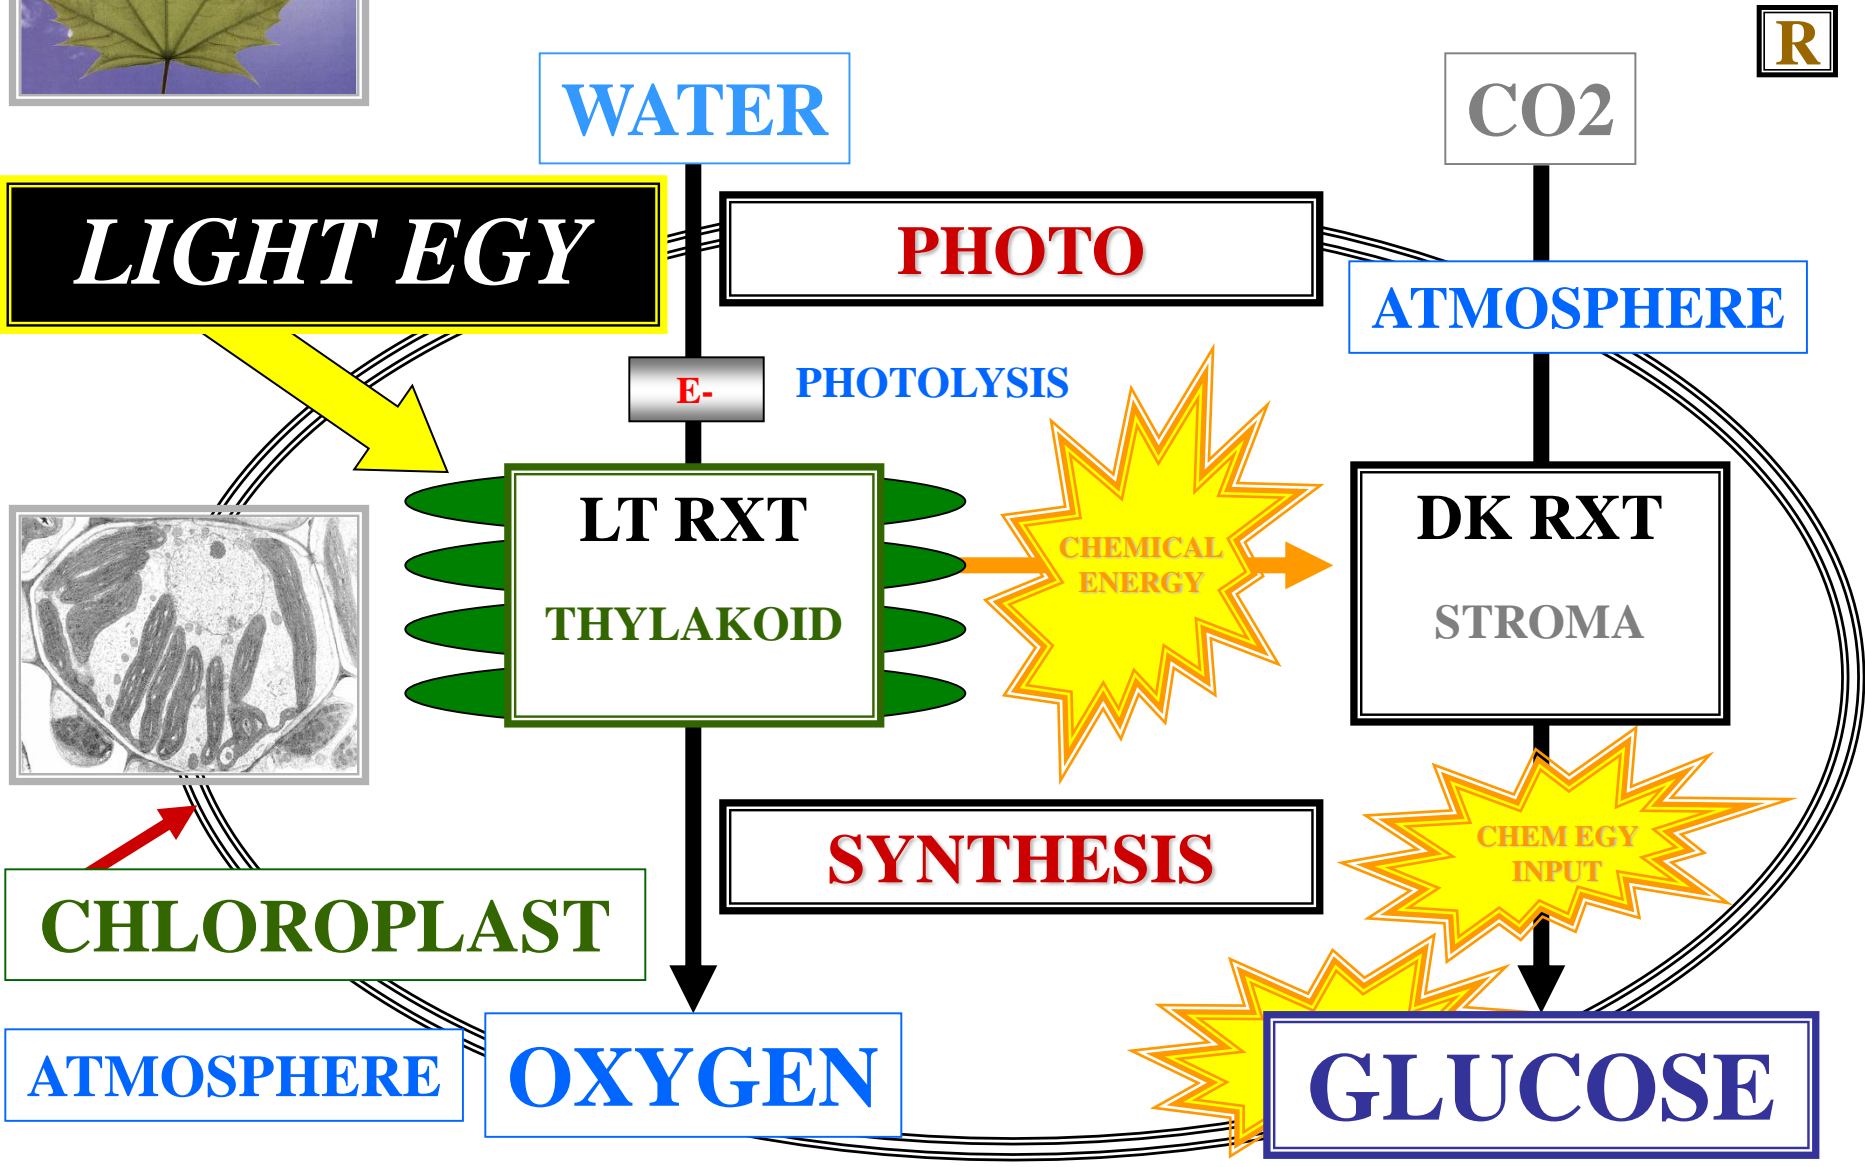 R
WATER
CO2
LIGHT EGY
PHOTO
ATMOSPHERE
E-
PHOTOLYSIS
LT RXT
THYLAKOID
CHEMICAL
ENERGY
DK RXT
STROMA
SYNTHESIS
CHEM EGY
INPUT
CHLOROPLAST
ATMOSPHERE
OXYGEN
GLUCOSE